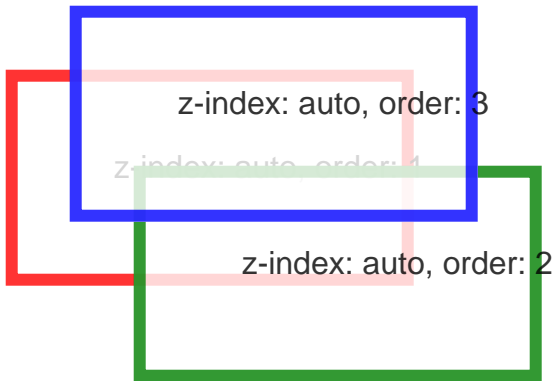 z-index: auto, order: 3
z-index: auto, order: 1
z-index: auto, order: 2